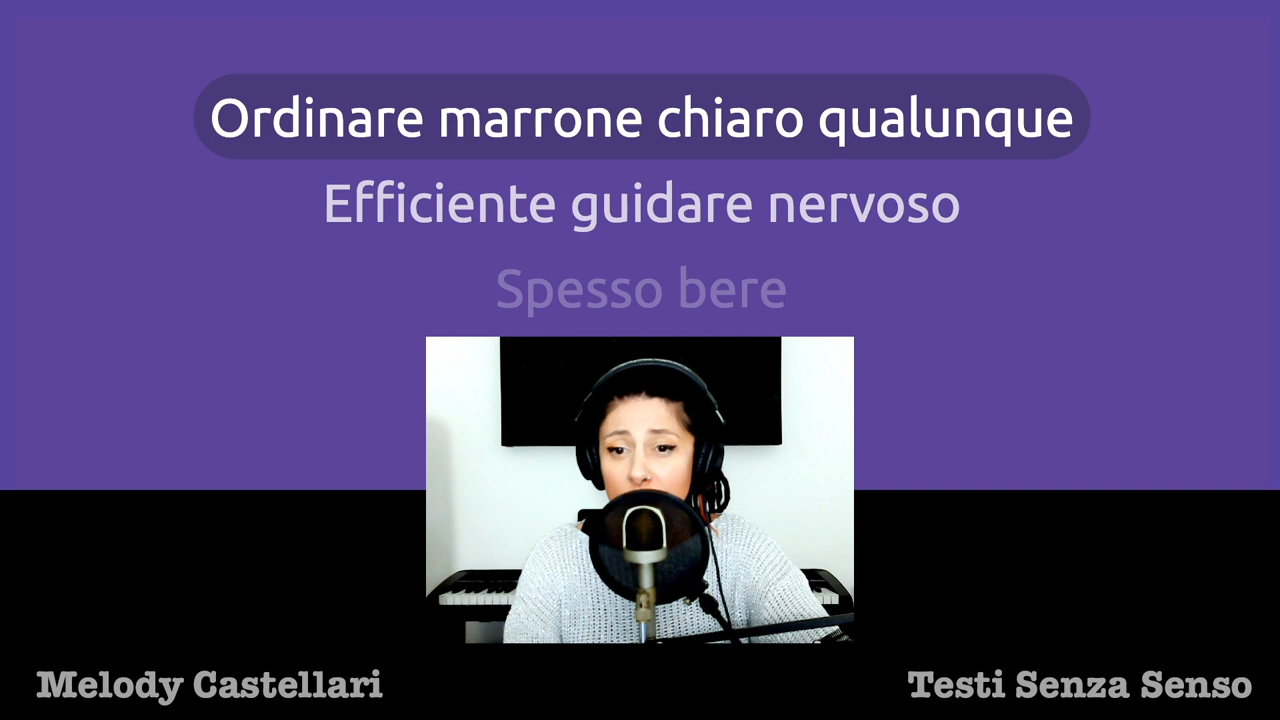 Ordinare marrone chiaro qualunque
Efficiente guidare nervoso
Spesso bere
Melody Castellari
Testi Senza Senso